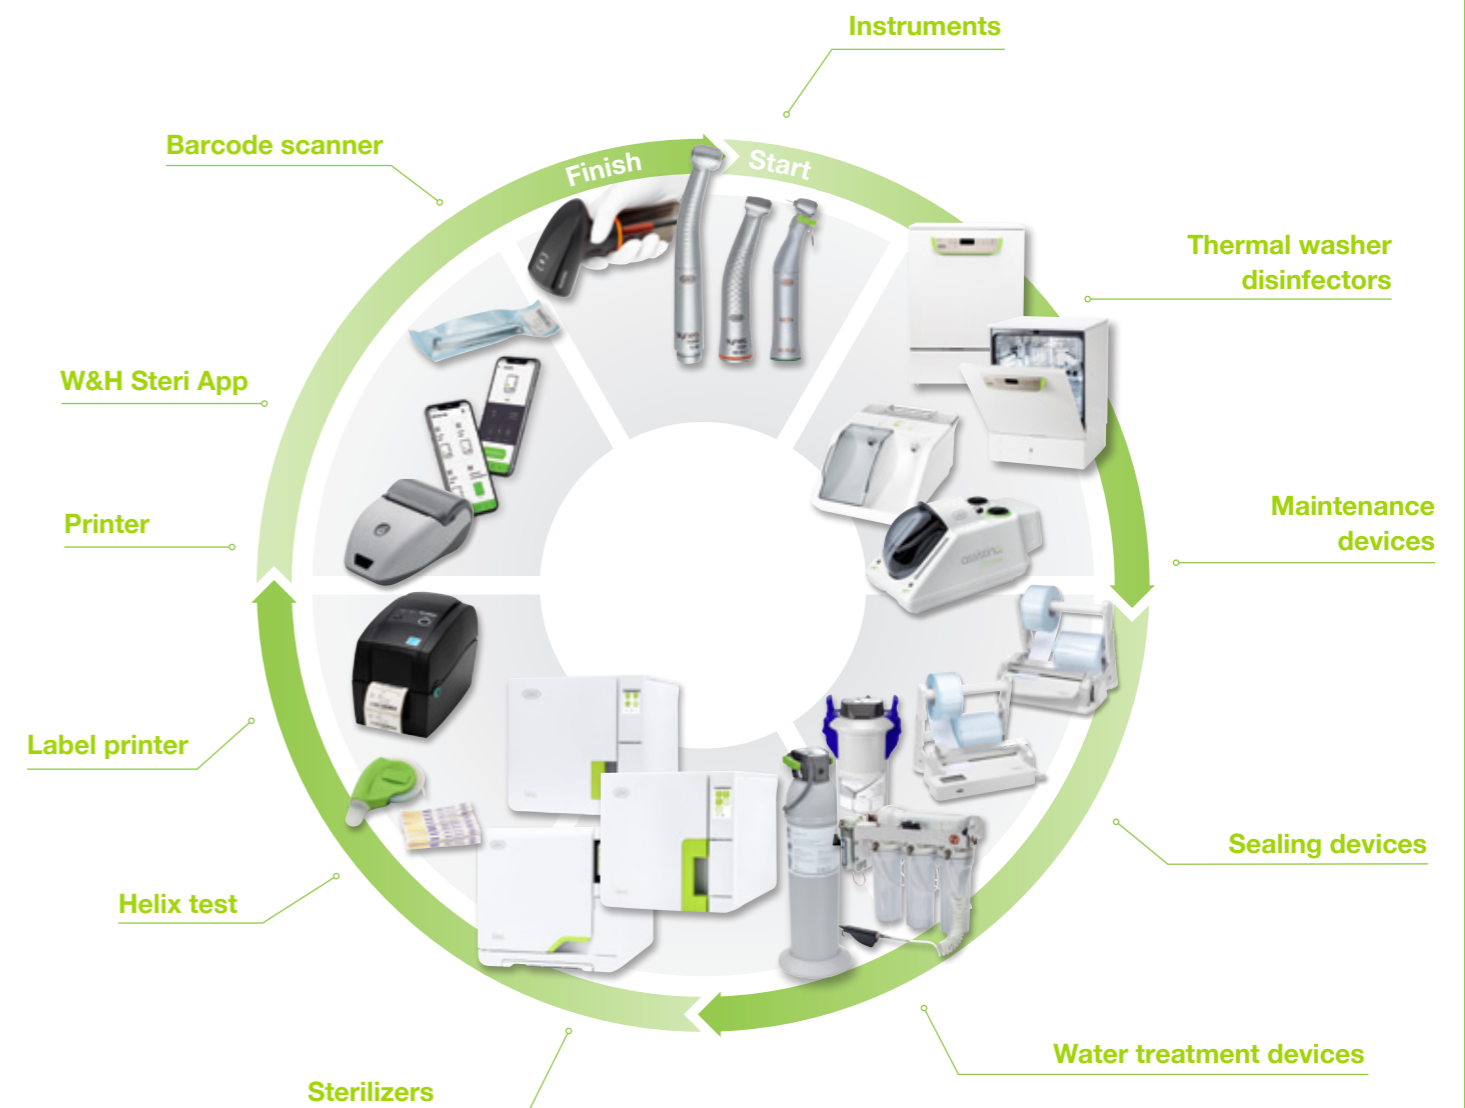 Instruments
Barcode scanner
Finish
Start
Thermal washer
disinfectors
W&H Steri App
Printer
Maintenance
devices
Label printer
Sealing devices
Helix test
Water treatment devices
Sterilizers